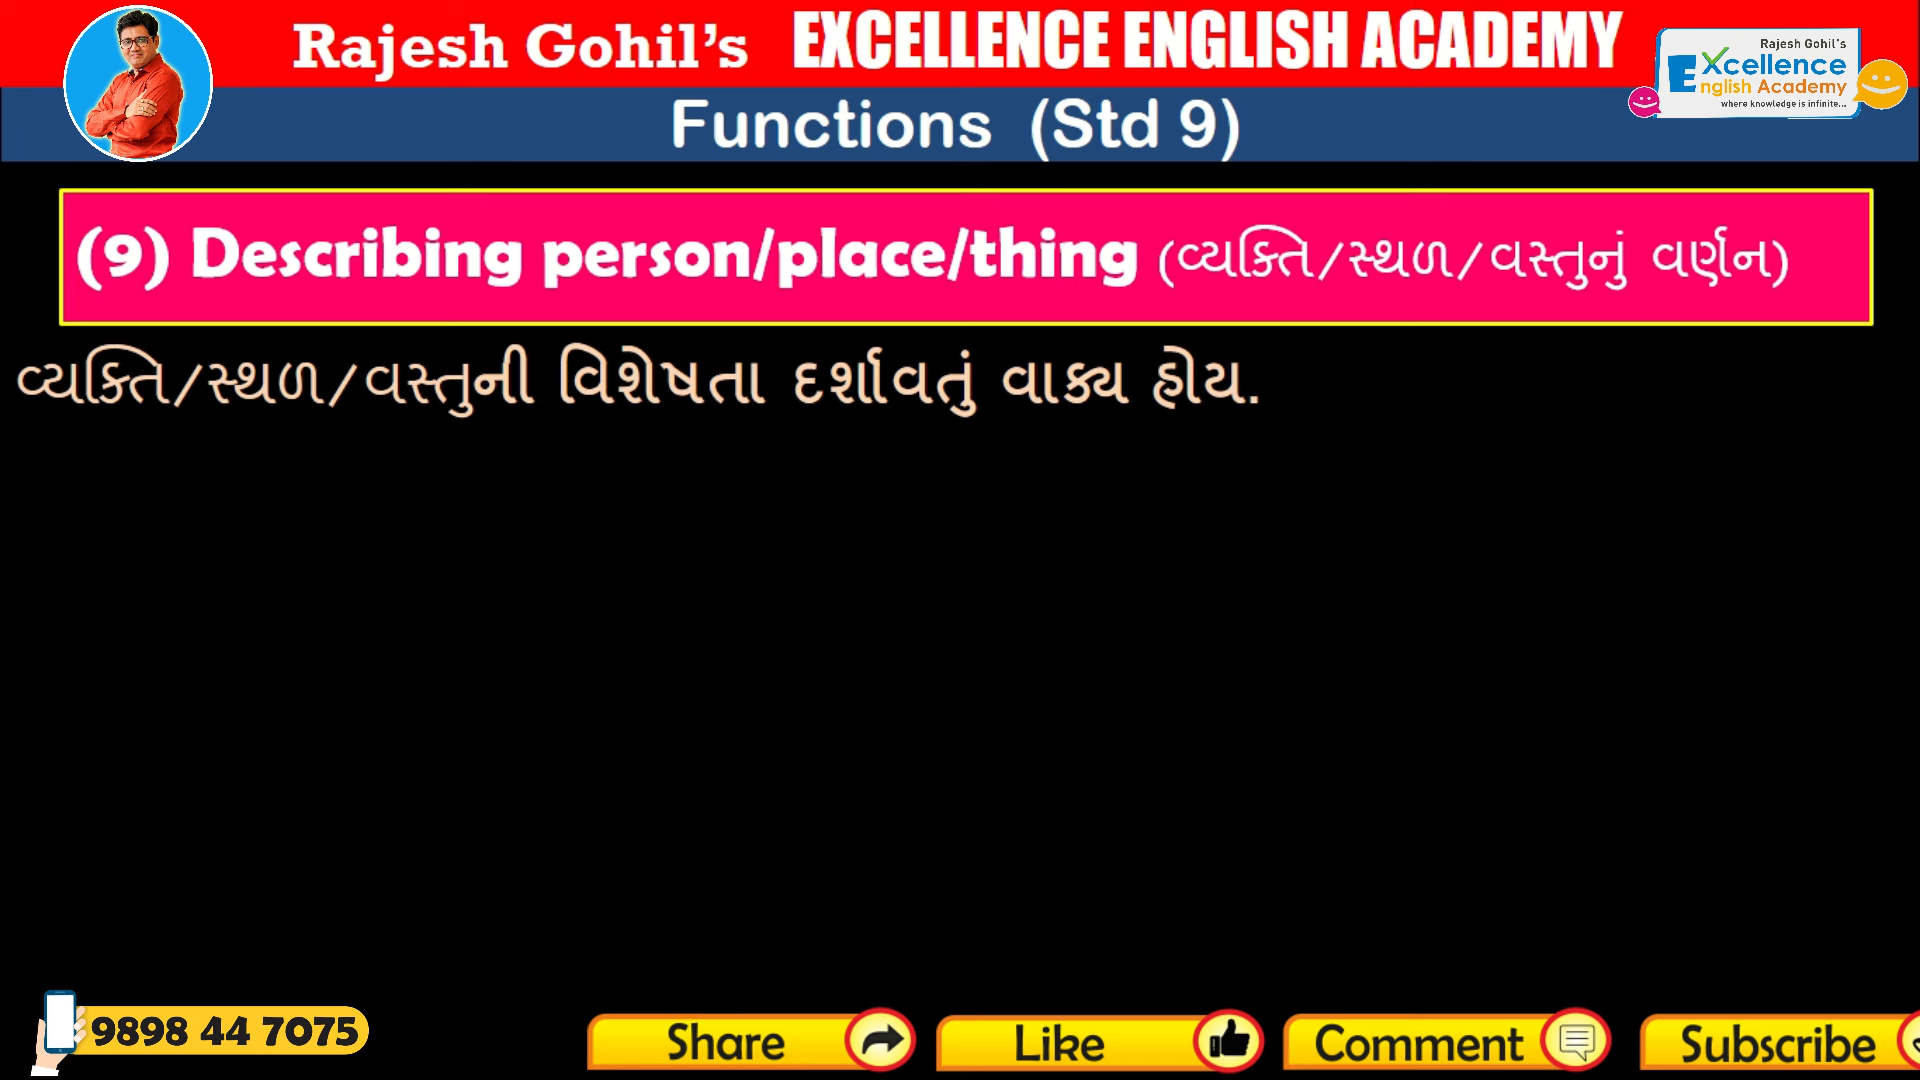 Rajesh Gohil's EXCELLENCE ENGLISH ACADEMY
Rajesh Gohil's
Excellence
English Academy
where knowledge is infinite...
Functions (Std 9)
(9) Describing person/place/thing (વ્યક્તિ/સ્થળ/વસ્તુનું વર્ણન)
વ્યક્તિ/સ્થળ/વસ્તુની વિશેષતા દર્શાવતું વાક્ય હોય.
9898 44 7075
Share
Like
Comment
Subscribe